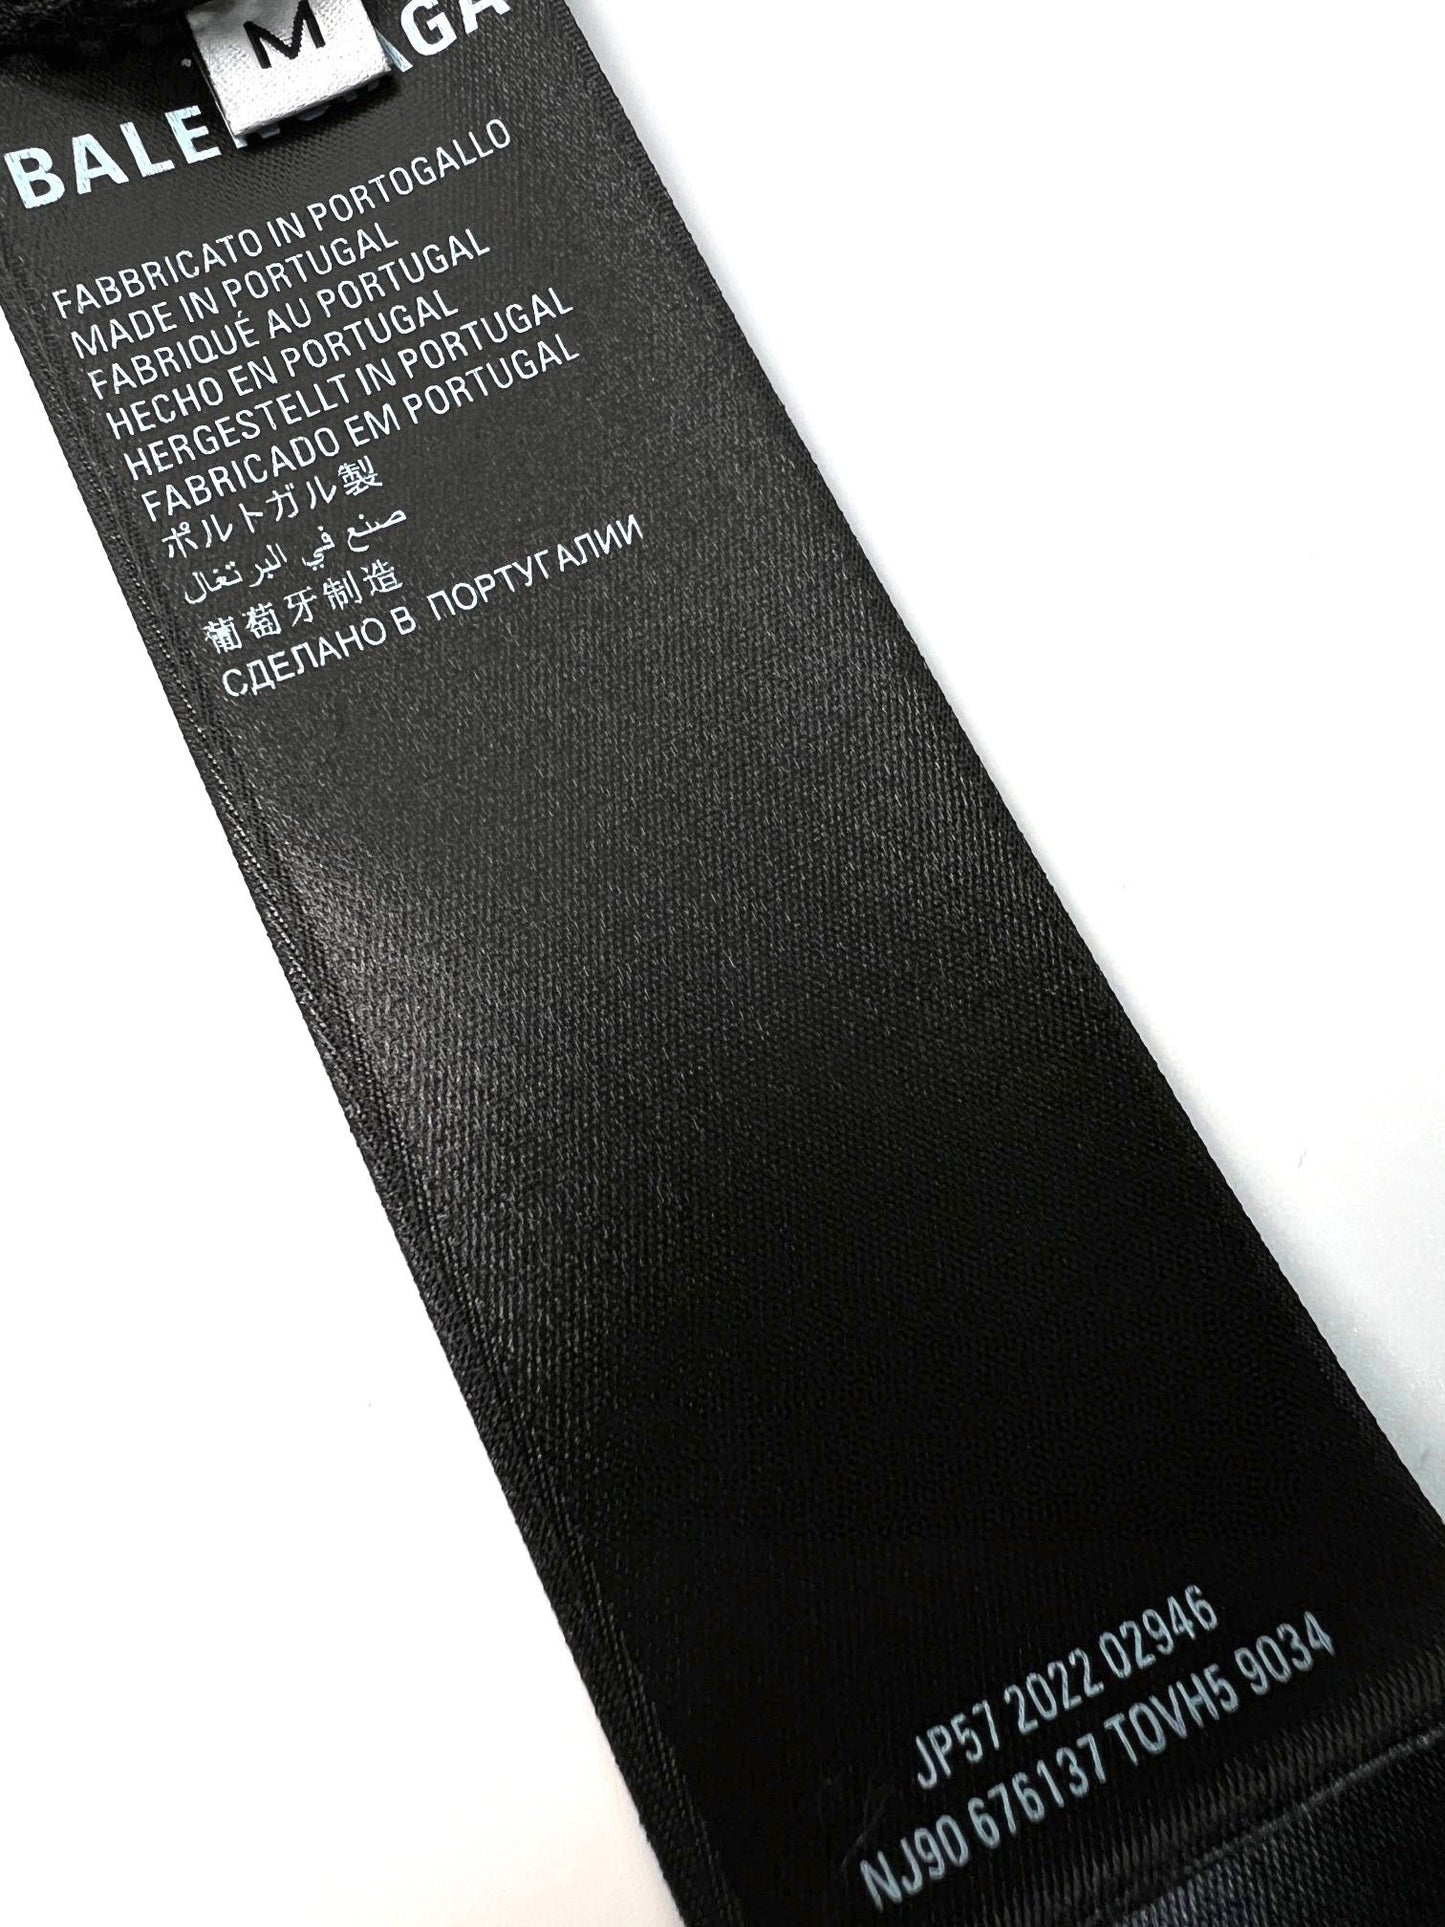 M
FABBRICATO IN PORTOGALLO
MADE IN PORTUGAL
FABRIQUÉ AU PORTUGAL
HECHO EN PORTUGAL
HERGESTELLT IN PORTUGAL
FABRICADO EM PORTUGAL
ポルトガル製
صنع في البرتغال
葡萄牙制造
СДЕЛАНО В ПОРТУГАЛИИ
JP57 2022 02946
NJ90 676137 TOVH5 9034